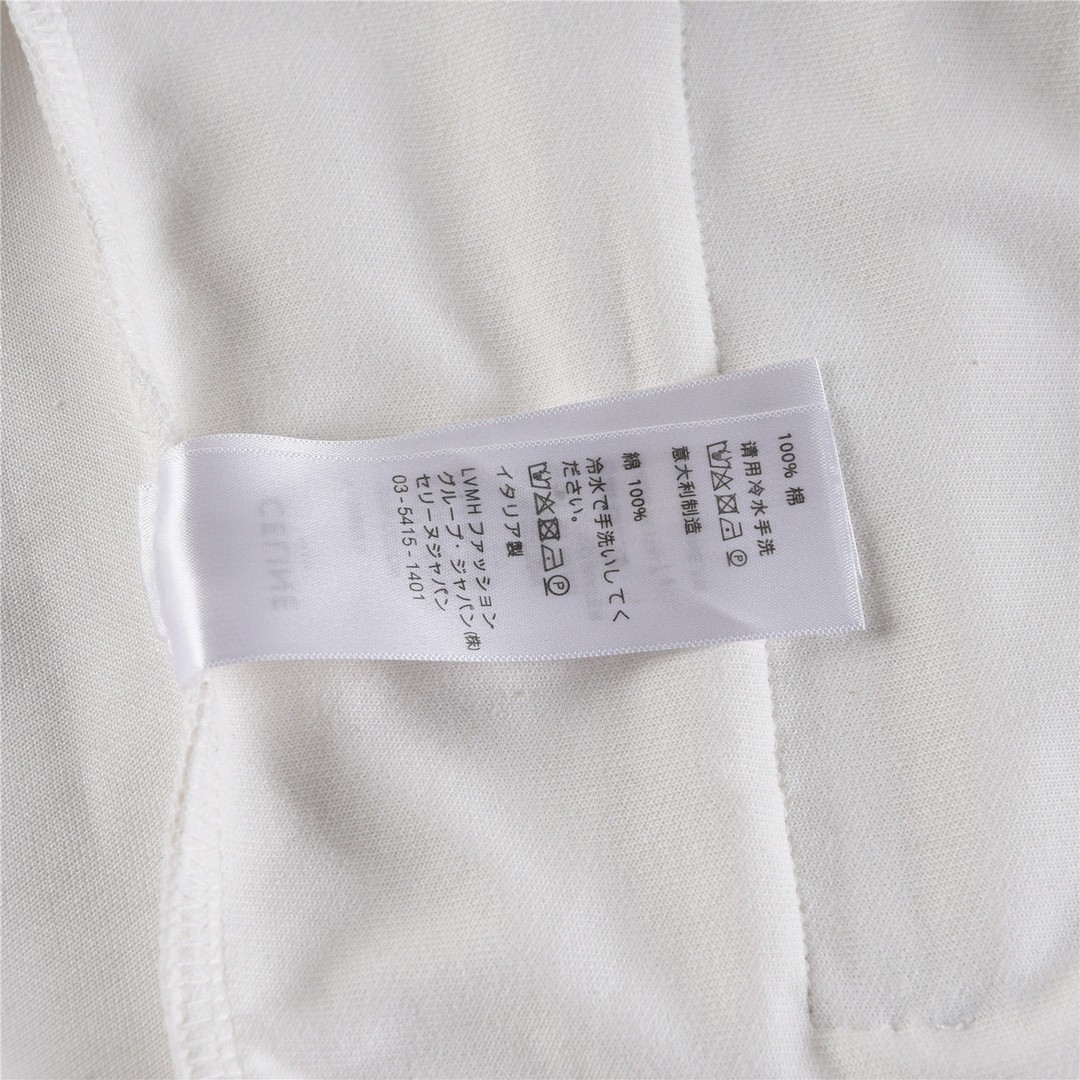 100% 棉
请用冷水手洗
意大利制造
綿 100%
冷水で手洗いしてく
ださい。
イタリア製
LVMH ファッション
グループ・ジャパン(株)
セリーヌジャパン
03-5415-1401
CELINE